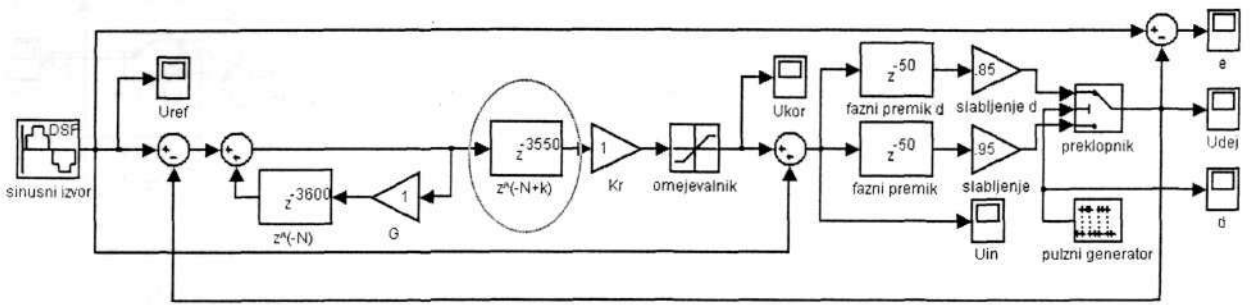 e
Uref
Ukor
z-50
.85
fazni premik d
slabljenje d
DSP
sinusni izvor
z-3550
z^(-N+k)
1
Kr
omejevalnik
z-50
fazni premik
.95
slabljenje
preklopnik
Udej
z-3600
z^(-N)
1
G
Uin
pulzni generator
d